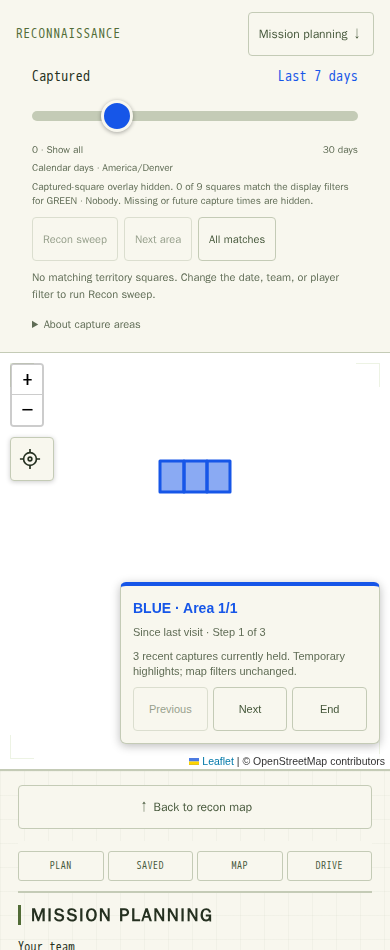 RECONNAISSANCE
Mission planning ↓
Captured
Last 7 days
0 · Show all
30 days
Calendar days · America/Denver
Captured-square overlay hidden. 0 of 9 squares match the display filters
for GREEN · Nobody. Missing or future capture times are hidden.
Recon sweep
Next area
All matches
No matching territory squares. Change the date, team, or player
filter to run Recon sweep.
▶ About capture areas
+
−
BLUE · Area 1/1
Since last visit · Step 1 of 3
3 recent captures currently held. Temporary
highlights; map filters unchanged.
Previous
Next
End
Leaflet | © OpenStreetMap contributors
↑ Back to recon map
PLAN
SAVED
MAP
DRIVE
MISSION PLANNING
Your team